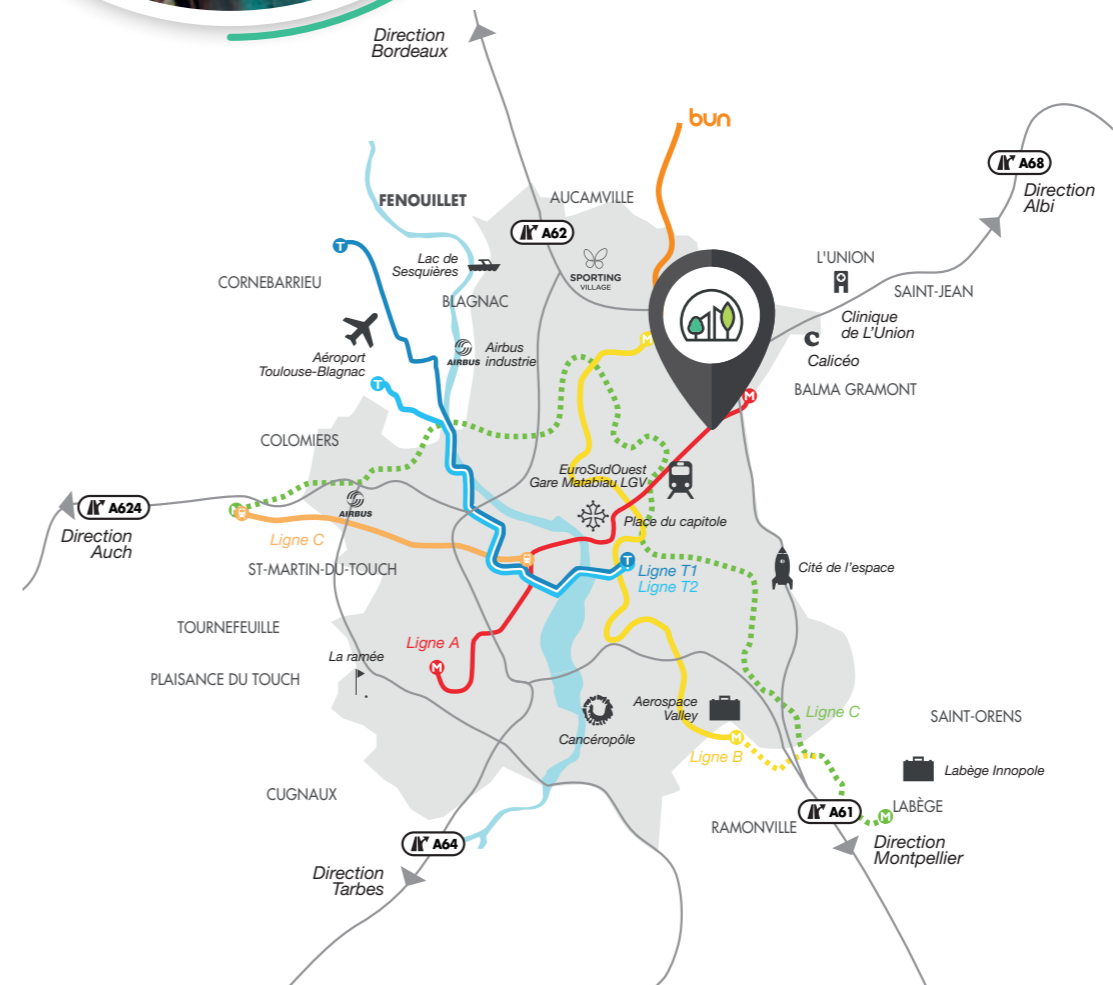 Direction
Bordeaux
bun
A68
Direction
Albi
FENOUILLET
AUCAMVILLE
A62
T
Lac de
Sesquières
SPORTING
VILLAGE
L'UNION
CORNEBARRIEU
BLAGNAC
SAINT-JEAN
Clinique
de L'Union
Aéroport
Toulouse-Blagnac
AIRBUS
Airbus
industrie
M
Calicéo
T
BALMA GRAMONT
M
COLOMIERS
EuroSudOuest
Gare Matabiau LGV
A624
Direction
Auch
M
AIRBUS
Place du capitole
Ligne C
ST-MARTIN-DU-TOUCH
T
Ligne T1
Ligne T2
Cité de l'espace
TOURNEFEUILLE
Ligne A
La ramée
M
PLAISANCE DU TOUCH
Aerospace
Valley
Ligne C
SAINT-ORENS
Cancéropôle
M
Ligne B
Labège Innopole
CUGNAUX
A61
LABÈGE
M
RAMONVILLE
A64
Direction
Montpellier
Direction
Tarbes